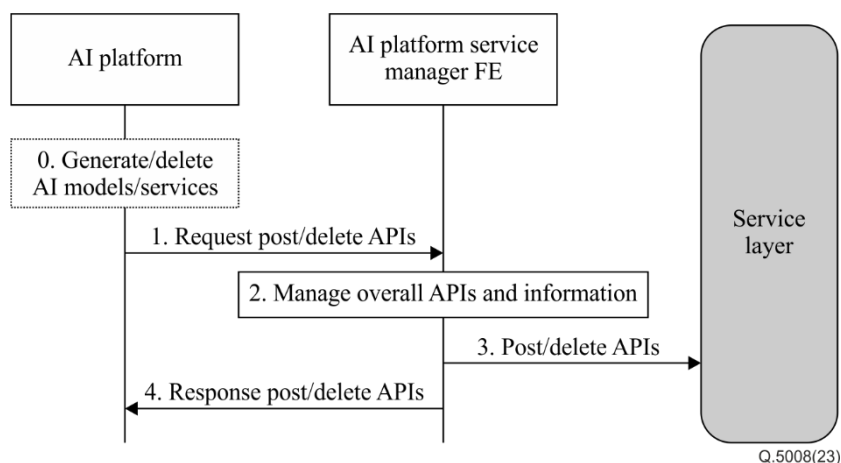 AI platform
AI platform service
manager FE
0. Generate/delete
AI models/services
1. Request post/delete APIs
2. Manage overall APIs and information
3. Post/delete APIs
4. Response post/delete APIs
Service
layer
Q.5008(23)